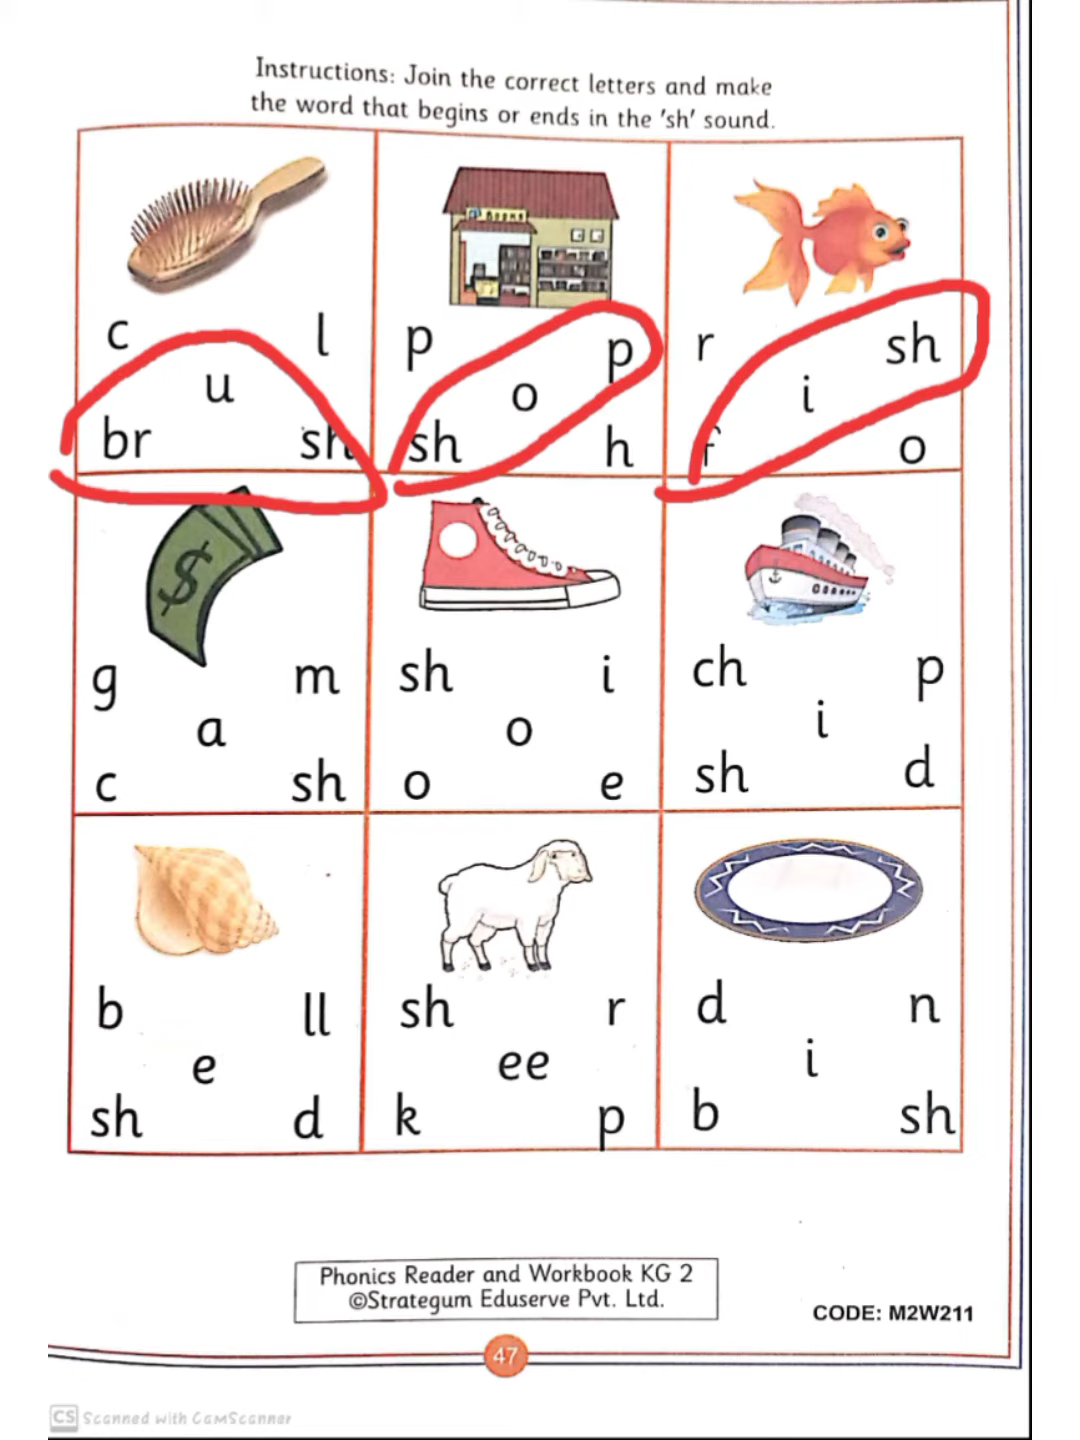 Instructions: Join the correct letters and make
the word that begins or ends in the 'sh' sound.
c l p p r sh
u o i
br sh sh h f o
$
g m sh i ch p
a o i
c sh o e sh d
b ll sh r d n
e ee i
sh d k p b sh
Phonics Reader and Workbook KG 2
©Strategum Eduserve Pvt. Ltd.
CODE: M2W211
47
CS Scanned with CamScanner